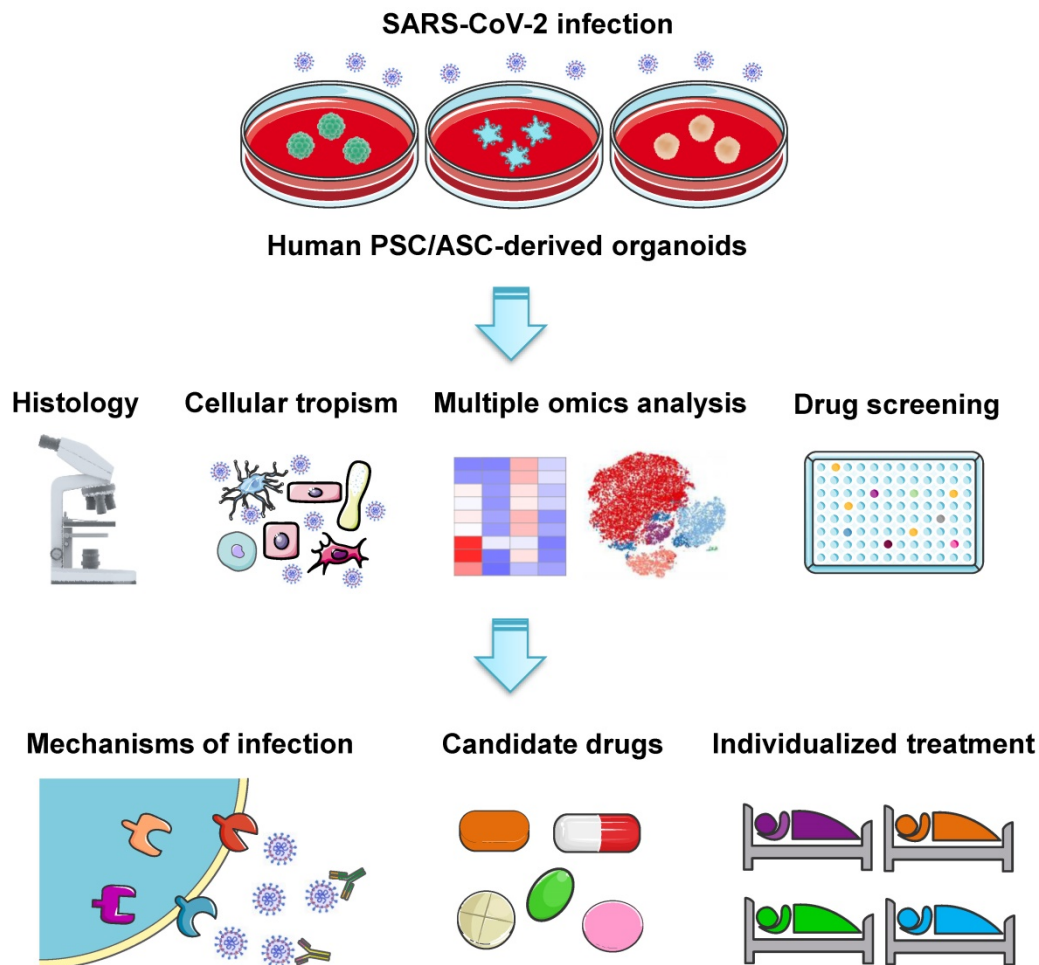 SARS-CoV-2 infection
Human PSC/ASC-derived organoids
Histology
Cellular tropism
Multiple omics analysis
Drug screening
Mechanisms of infection
Candidate drugs
Individualized treatment